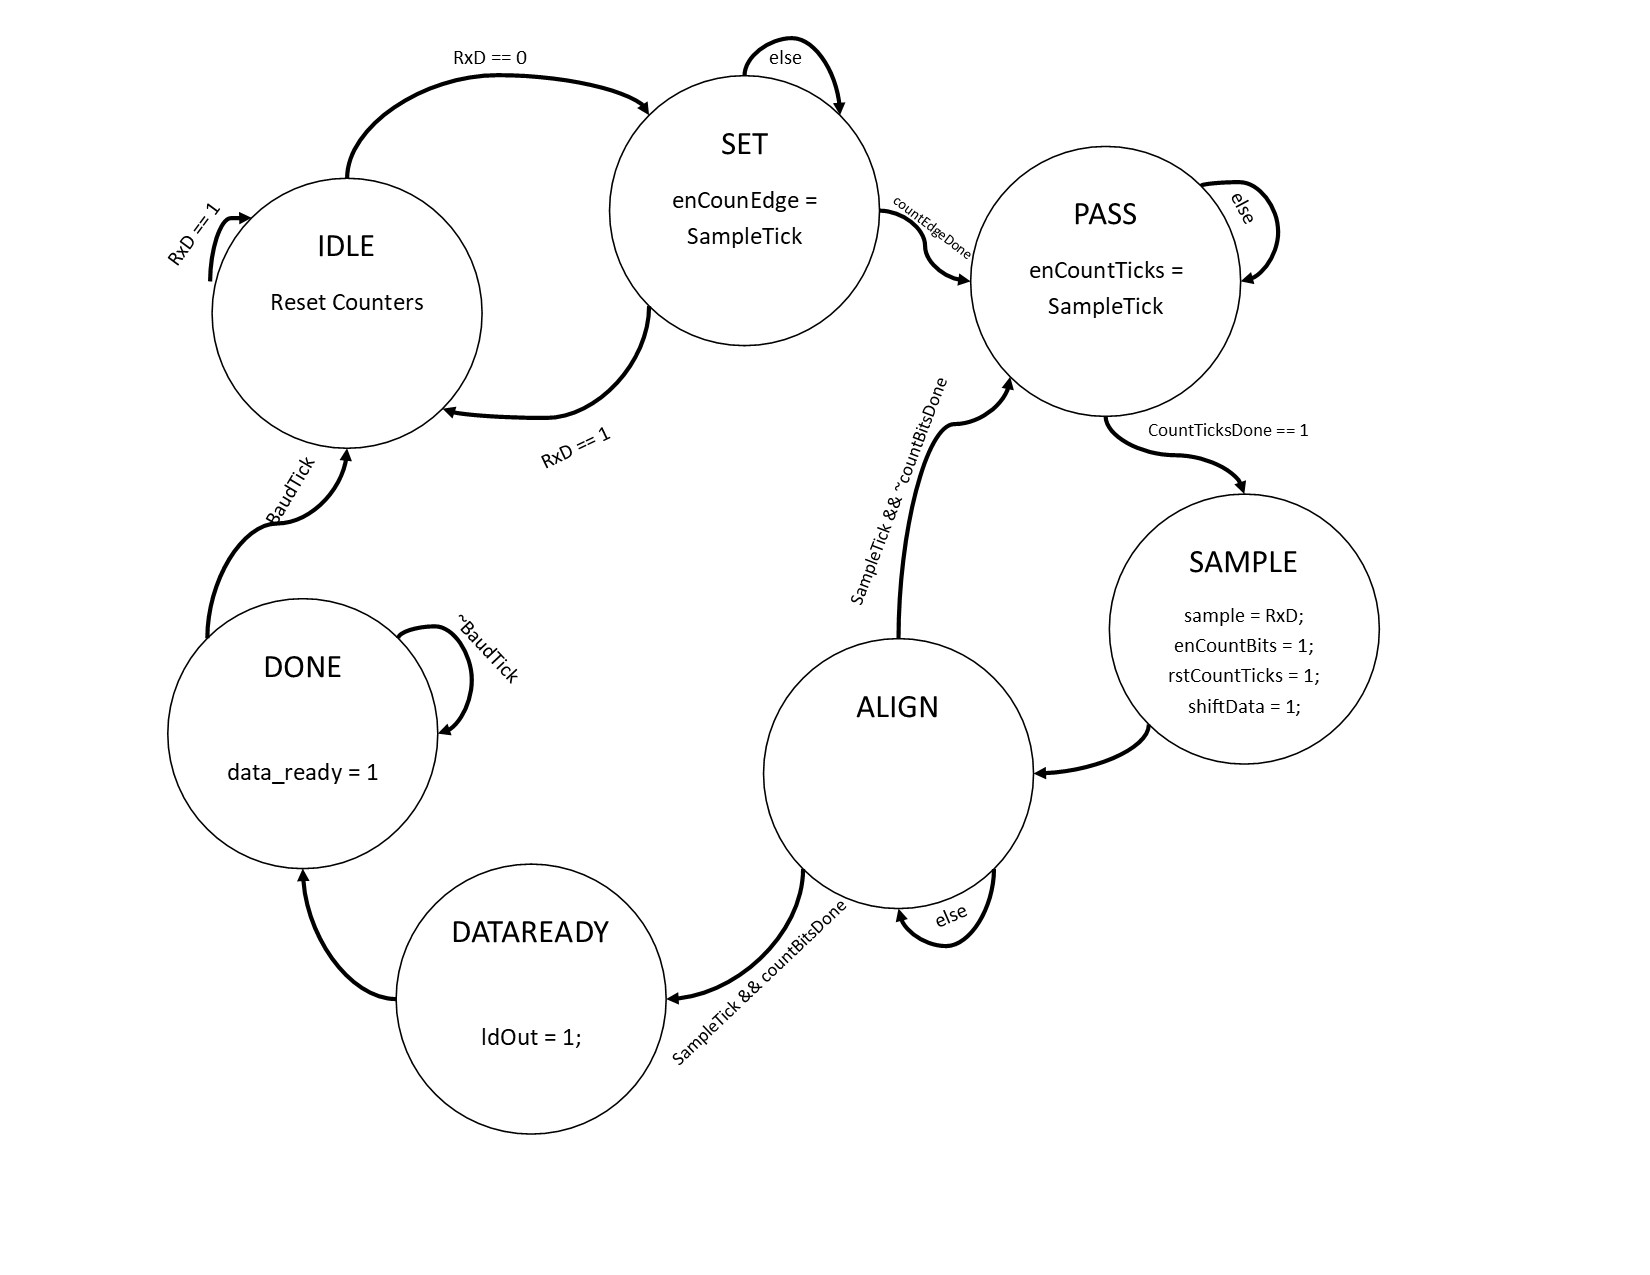 RxD == 0
else
SET
enCounEdge =
SampleTick
RxD == 1
IDLE
Reset Counters
countEdgeDone
PASS
enCountTicks =
SampleTick
else
RxD == 1
SampleTick && ~countBitsDone
CountTicksDone == 1
BaudTick
SAMPLE
sample = RxD;
enCountBits = 1;
rstCountTicks = 1;
shiftData = 1;
DONE
data_ready = 1
~BaudTick
ALIGN
else
SampleTick && countBitsDone
DATAREADY
ldOut = 1;